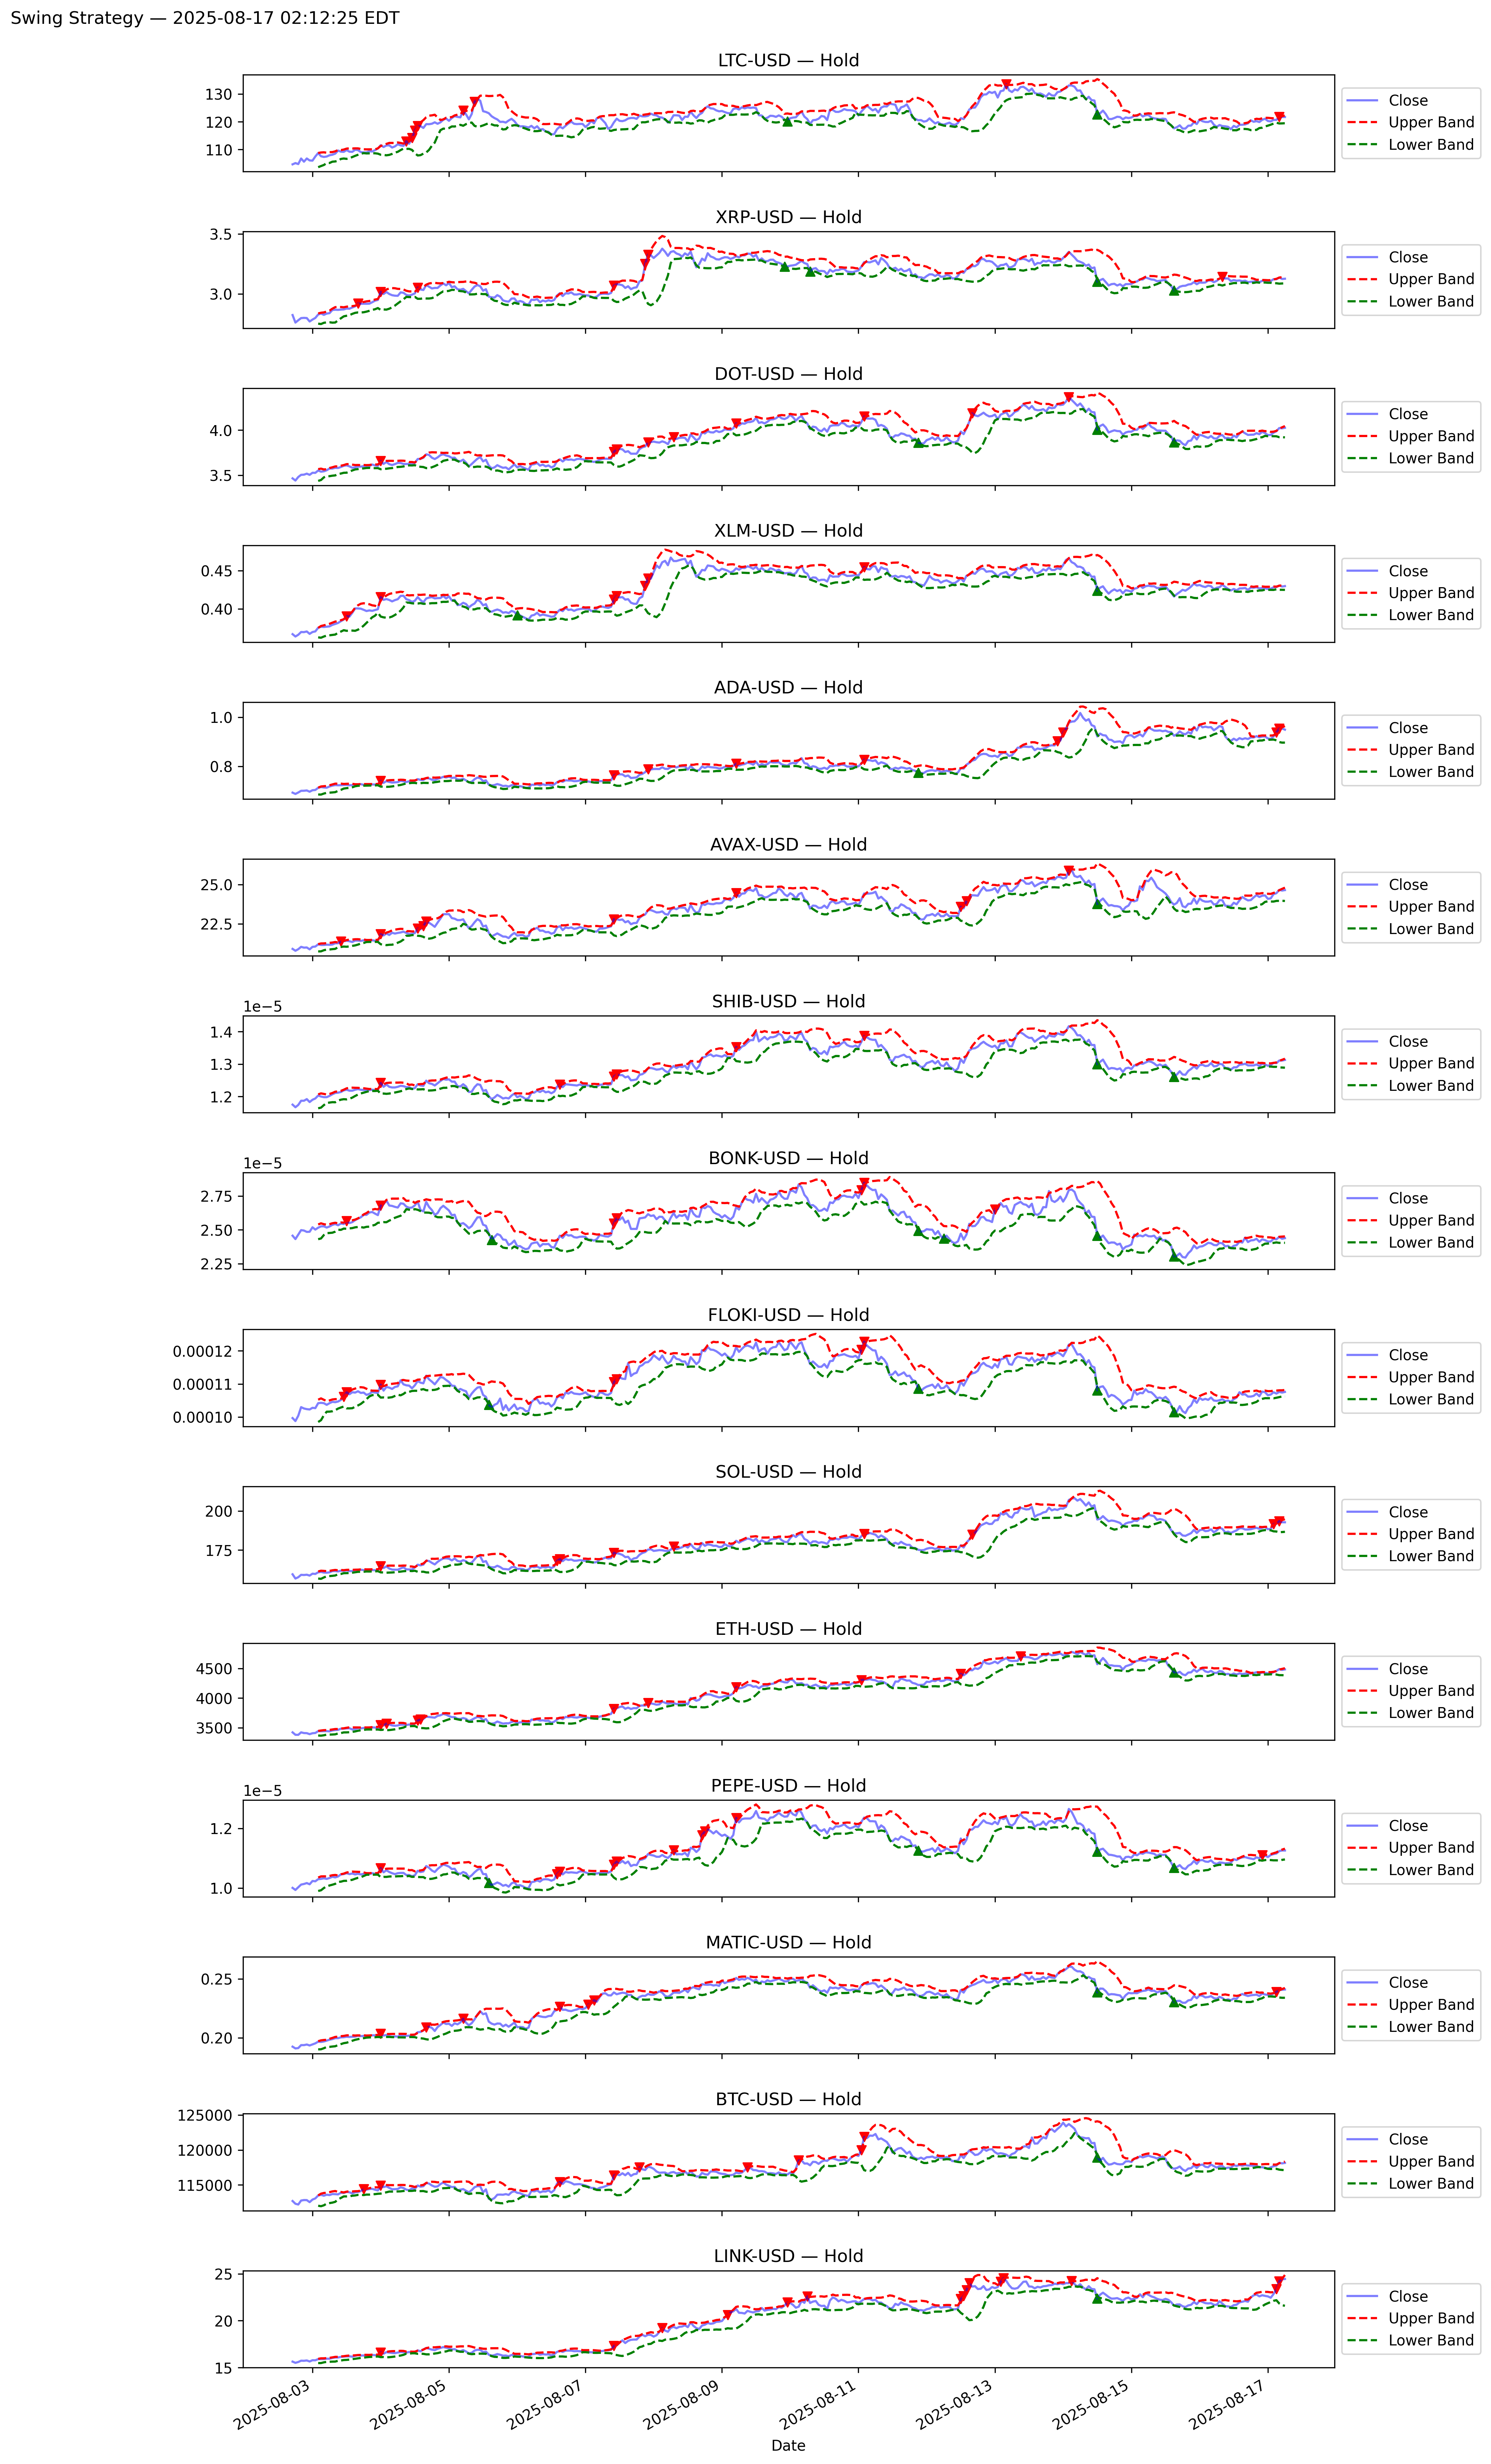 Swing Strategy — 2025-08-17 02:12:25 EDT
LTC-USD — Hold
130
120
110
Close
Upper Band
Lower Band
XRP-USD — Hold
3.5
3.0
Close
Upper Band
Lower Band
DOT-USD — Hold
4.0
3.5
Close
Upper Band
Lower Band
XLM-USD — Hold
0.45
0.40
Close
Upper Band
Lower Band
ADA-USD — Hold
1.0
0.8
Close
Upper Band
Lower Band
AVAX-USD — Hold
25.0
22.5
Close
Upper Band
Lower Band
SHIB-USD — Hold
1e−5
1.4
1.3
1.2
Close
Upper Band
Lower Band
BONK-USD — Hold
1e−5
2.75
2.50
2.25
Close
Upper Band
Lower Band
FLOKI-USD — Hold
0.00012
0.00011
0.00010
Close
Upper Band
Lower Band
SOL-USD — Hold
200
175
Close
Upper Band
Lower Band
ETH-USD — Hold
4500
4000
3500
Close
Upper Band
Lower Band
PEPE-USD — Hold
1e−5
1.2
1.0
Close
Upper Band
Lower Band
MATIC-USD — Hold
0.25
0.20
Close
Upper Band
Lower Band
BTC-USD — Hold
125000
120000
115000
Close
Upper Band
Lower Band
LINK-USD — Hold
25
20
15
Close
Upper Band
Lower Band
2025-08-03
2025-08-05
2025-08-07
2025-08-09
2025-08-11
2025-08-13
2025-08-15
2025-08-17
Date